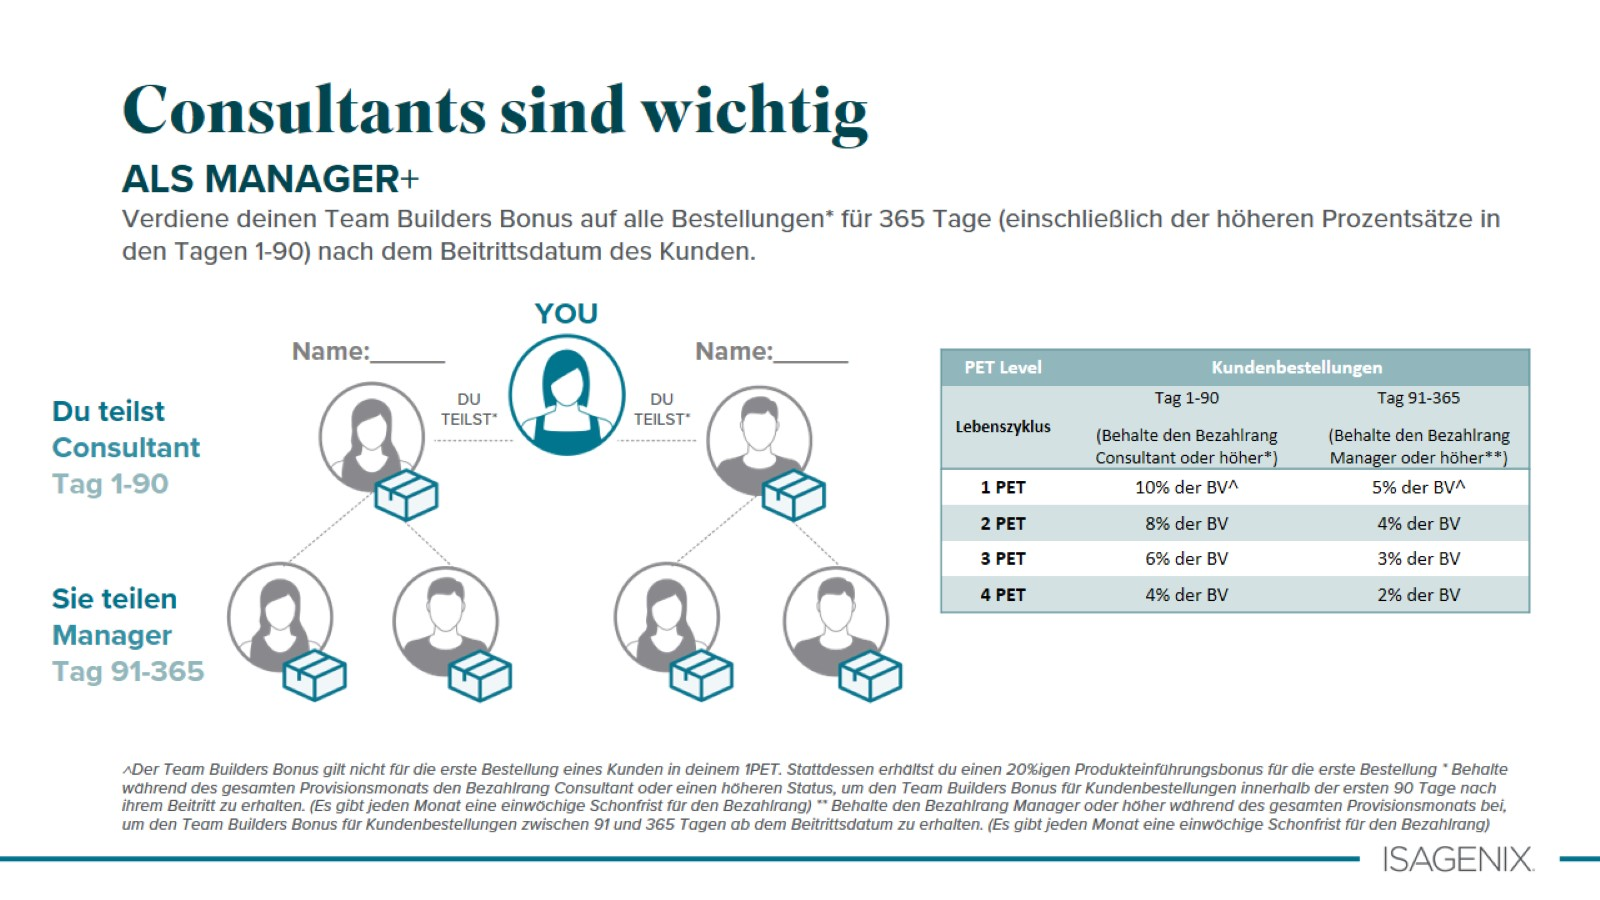 Consultants sind wichtig
ALS MANAGER+
Verdiene deinen Team Builders Bonus auf alle Bestellungen* für 365 Tage (einschließlich der höheren Prozentsätze in
den Tagen 1-90) nach dem Beitrittsdatum des Kunden.
YOU
Name:______
Name:______
DU
TEILST*
DU
TEILST*
Du teilst
Consultant
Tag 1-90
Sie teilen
Manager
Tag 91-365
PET Level Kundenbestellungen
Lebenszyklus
Tag 1-90
(Behalte den Bezahlrang
Consultant oder höher*)
Tag 91-365
(Behalte den Bezahlrang
Manager oder höher**)
1 PET 10% der BV^ 5% der BV^
2 PET 8% der BV 4% der BV
3 PET 6% der BV 3% der BV
4 PET 4% der BV 2% der BV
^Der Team Builders Bonus gilt nicht für die erste Bestellung eines Kunden in deinem 1PET. Stattdessen erhältst du einen 20%igen Produkteinführungsbonus für die erste Bestellung * Behalte
während des gesamten Provisionsmonats den Bezahlrang Consultant oder einen höheren Status, um den Team Builders Bonus für Kundenbestellungen innerhalb der ersten 90 Tage nach
ihrem Beitritt zu erhalten. (Es gibt jeden Monat eine einwöchige Schonfrist für den Bezahlrang) ** Behalte den Bezahlrang Manager oder höher während des gesamten Provisionsmonats bei,
um den Team Builders Bonus für Kundenbestellungen zwischen 91 und 365 Tagen ab dem Beitrittsdatum zu erhalten. (Es gibt jeden Monat eine einwöchige Schonfrist für den Bezahlrang)
ISAGENIX.